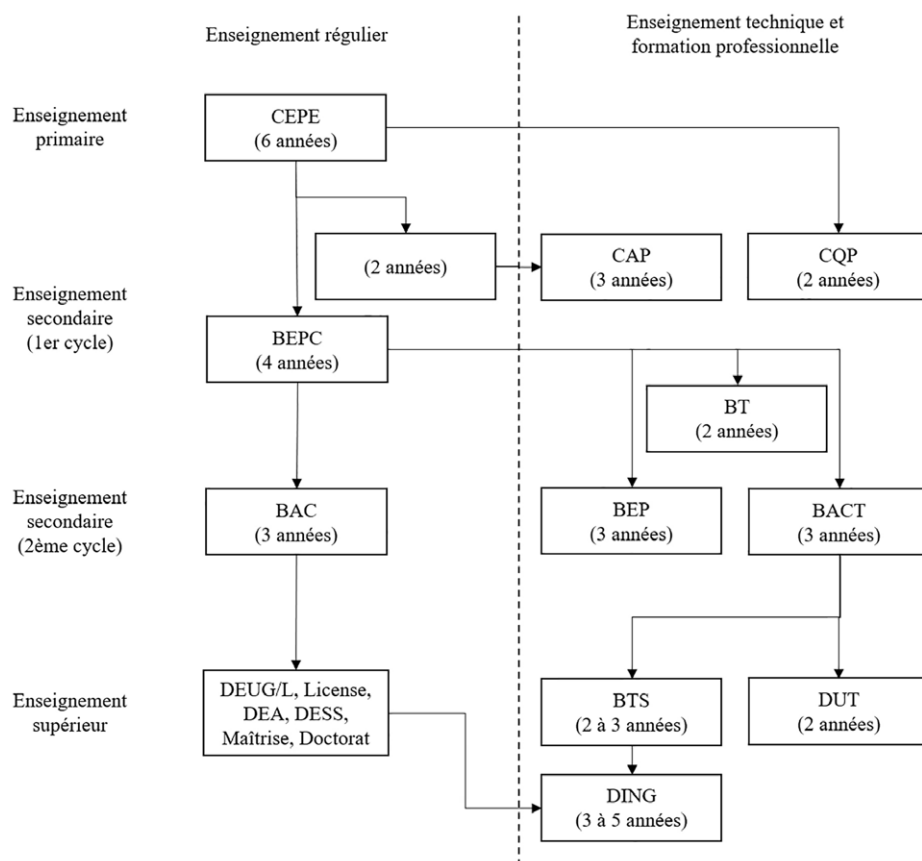 Enseignement régulier
Enseignement technique et
formation professionnelle
Enseignement
primaire
CEPE
(6 années)
(2 années)
CAP
(3 années)
CQP
(2 années)
Enseignement
secondaire
(1er cycle)
BEPC
(4 années)
BT
(2 années)
Enseignement
secondaire
(2ème cycle)
BAC
(3 années)
BEP
(3 années)
BACT
(3 années)
Enseignement
supérieur
DEUG/L, License,
DEA, DESS,
Maîtrise, Doctorat
BTS
(2 à 3 années)
DUT
(2 années)
DING
(3 à 5 années)